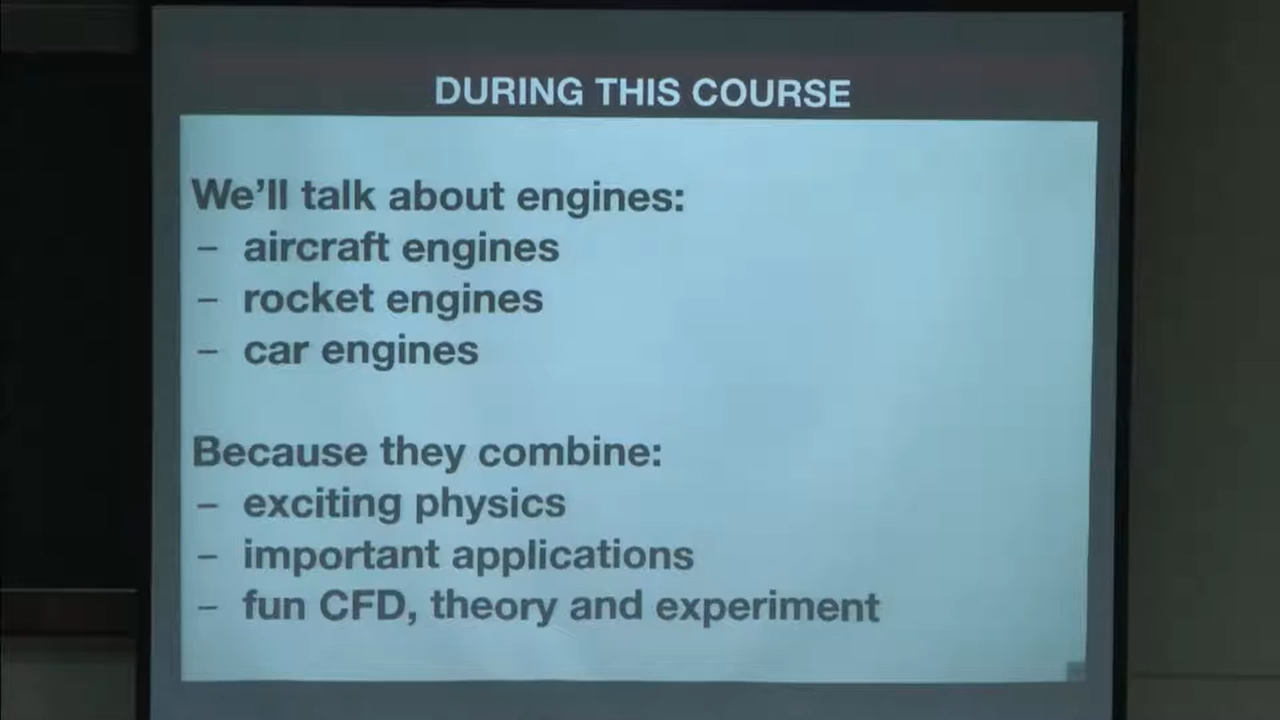 DURING THIS COURSE
We'll talk about engines:
– aircraft engines
– rocket engines
– car engines
Because they combine:
– exciting physics
– important applications
– fun CFD, theory and experiment